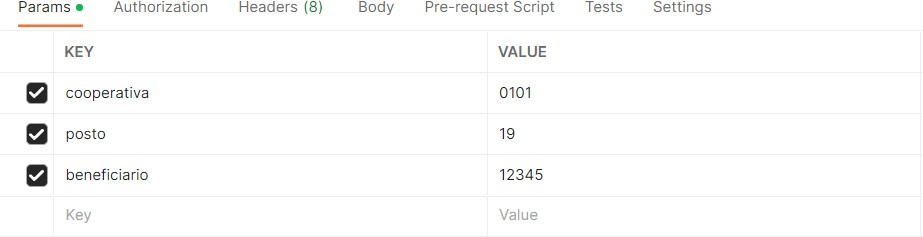 Params Authorization Headers (8) Body Pre-request Script Tests Settings
KEY VALUE
cooperativa 0101
posto 19
beneficiario 12345
Key Value